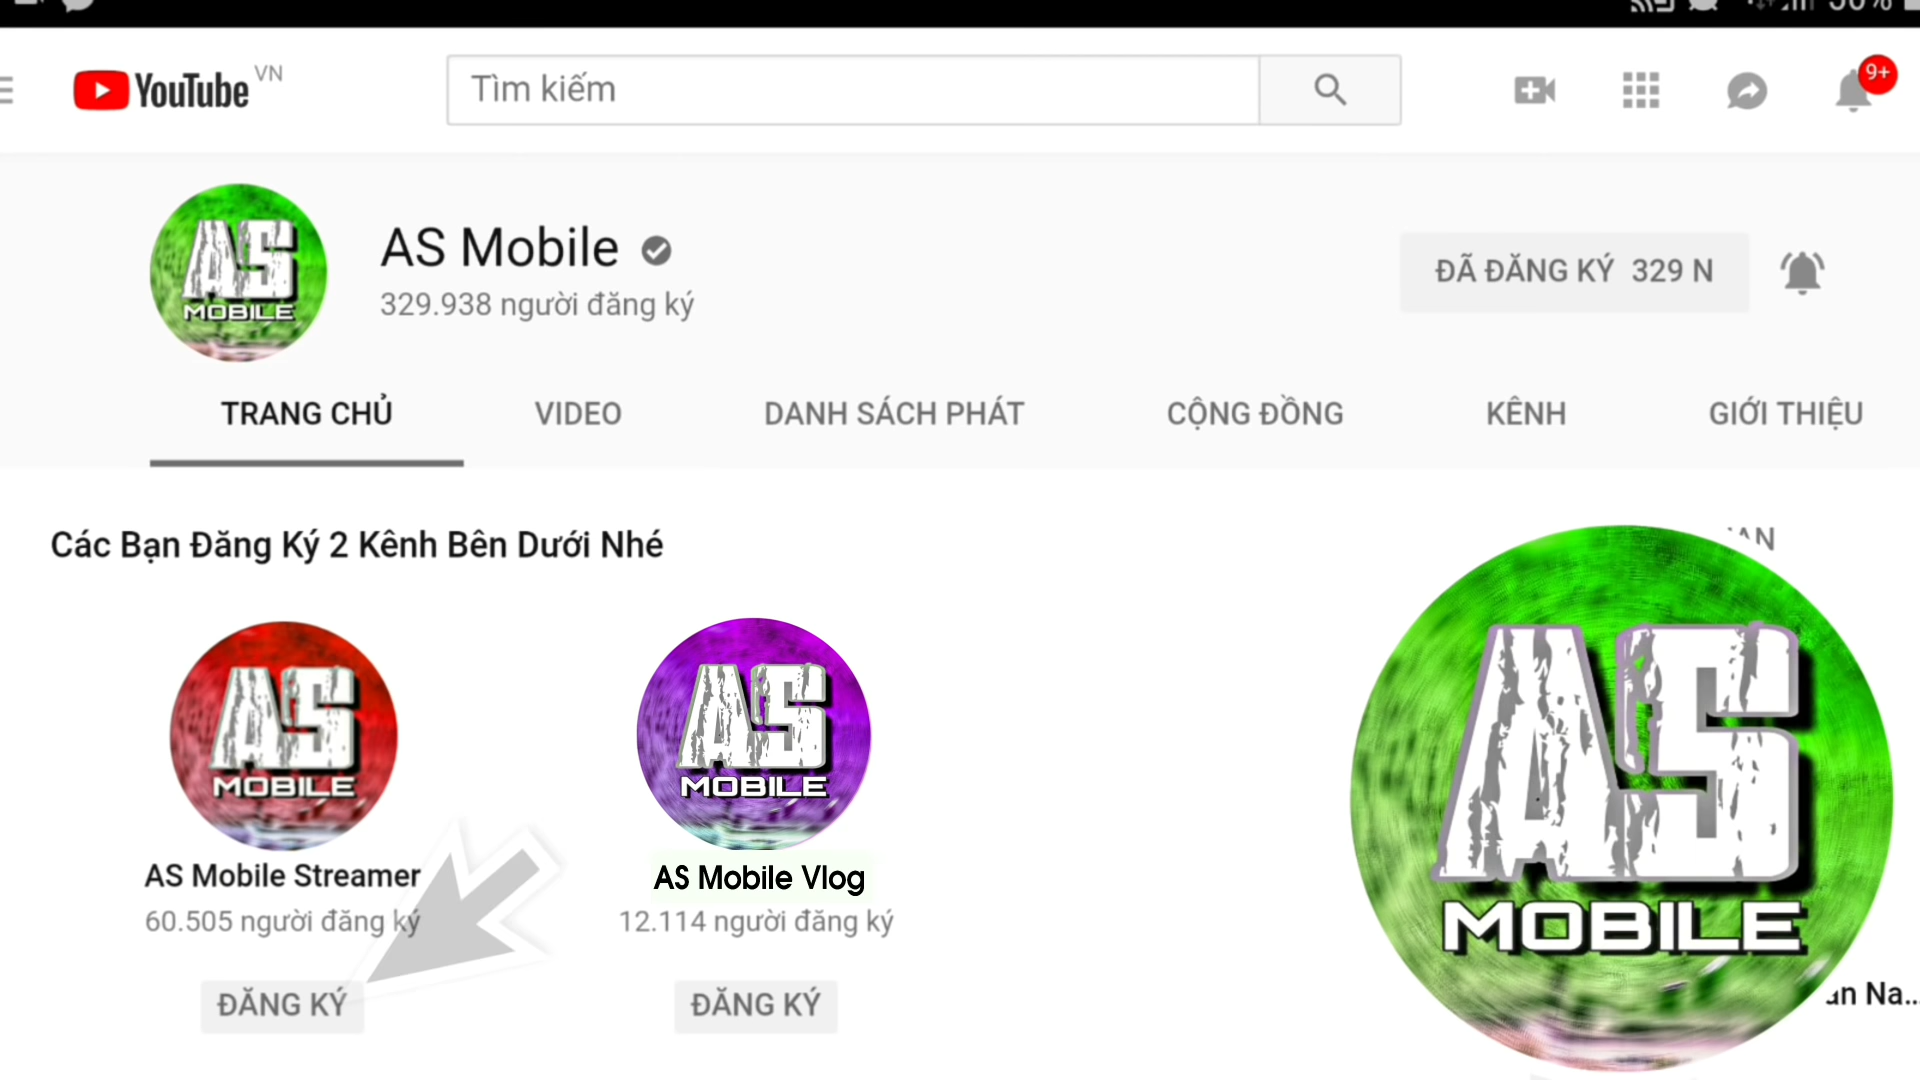 50%
YouTube VN
Tìm kiếm
9+
AS
MOBILE
AS Mobile
329.938 người đăng ký
ĐÃ ĐĂNG KÝ 329 N
TRANG CHỦ VIDEO DANH SÁCH PHÁT CỘNG ĐỒNG KÊNH GIỚI THIỆU
Các Bạn Đăng Ký 2 Kênh Bên Dưới Nhé
AS
MOBILE
AS Mobile Streamer
60.505 người đăng ký
ĐĂNG KÝ
AS
MOBILE
AS Mobile Vlog
12.114 người đăng ký
ĐĂNG KÝ
AS
MOBILE
Na...